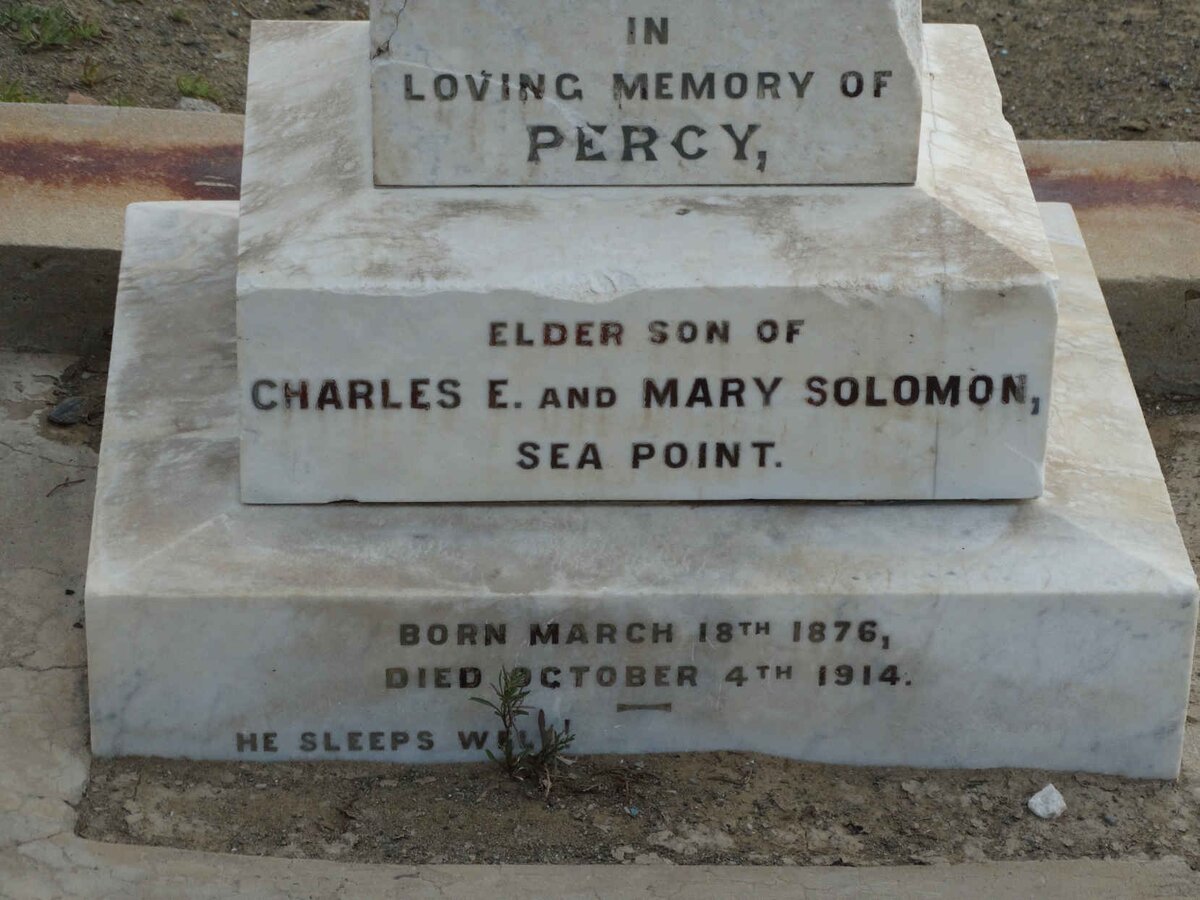 IN
LOVING MEMORY OF
PERCY,
ELDER SON OF
CHARLES E. AND MARY SOLOMON,
SEA POINT.
BORN MARCH 18TH 1876,
DIED OCTOBER 4TH 1914.
HE SLEEPS WELL